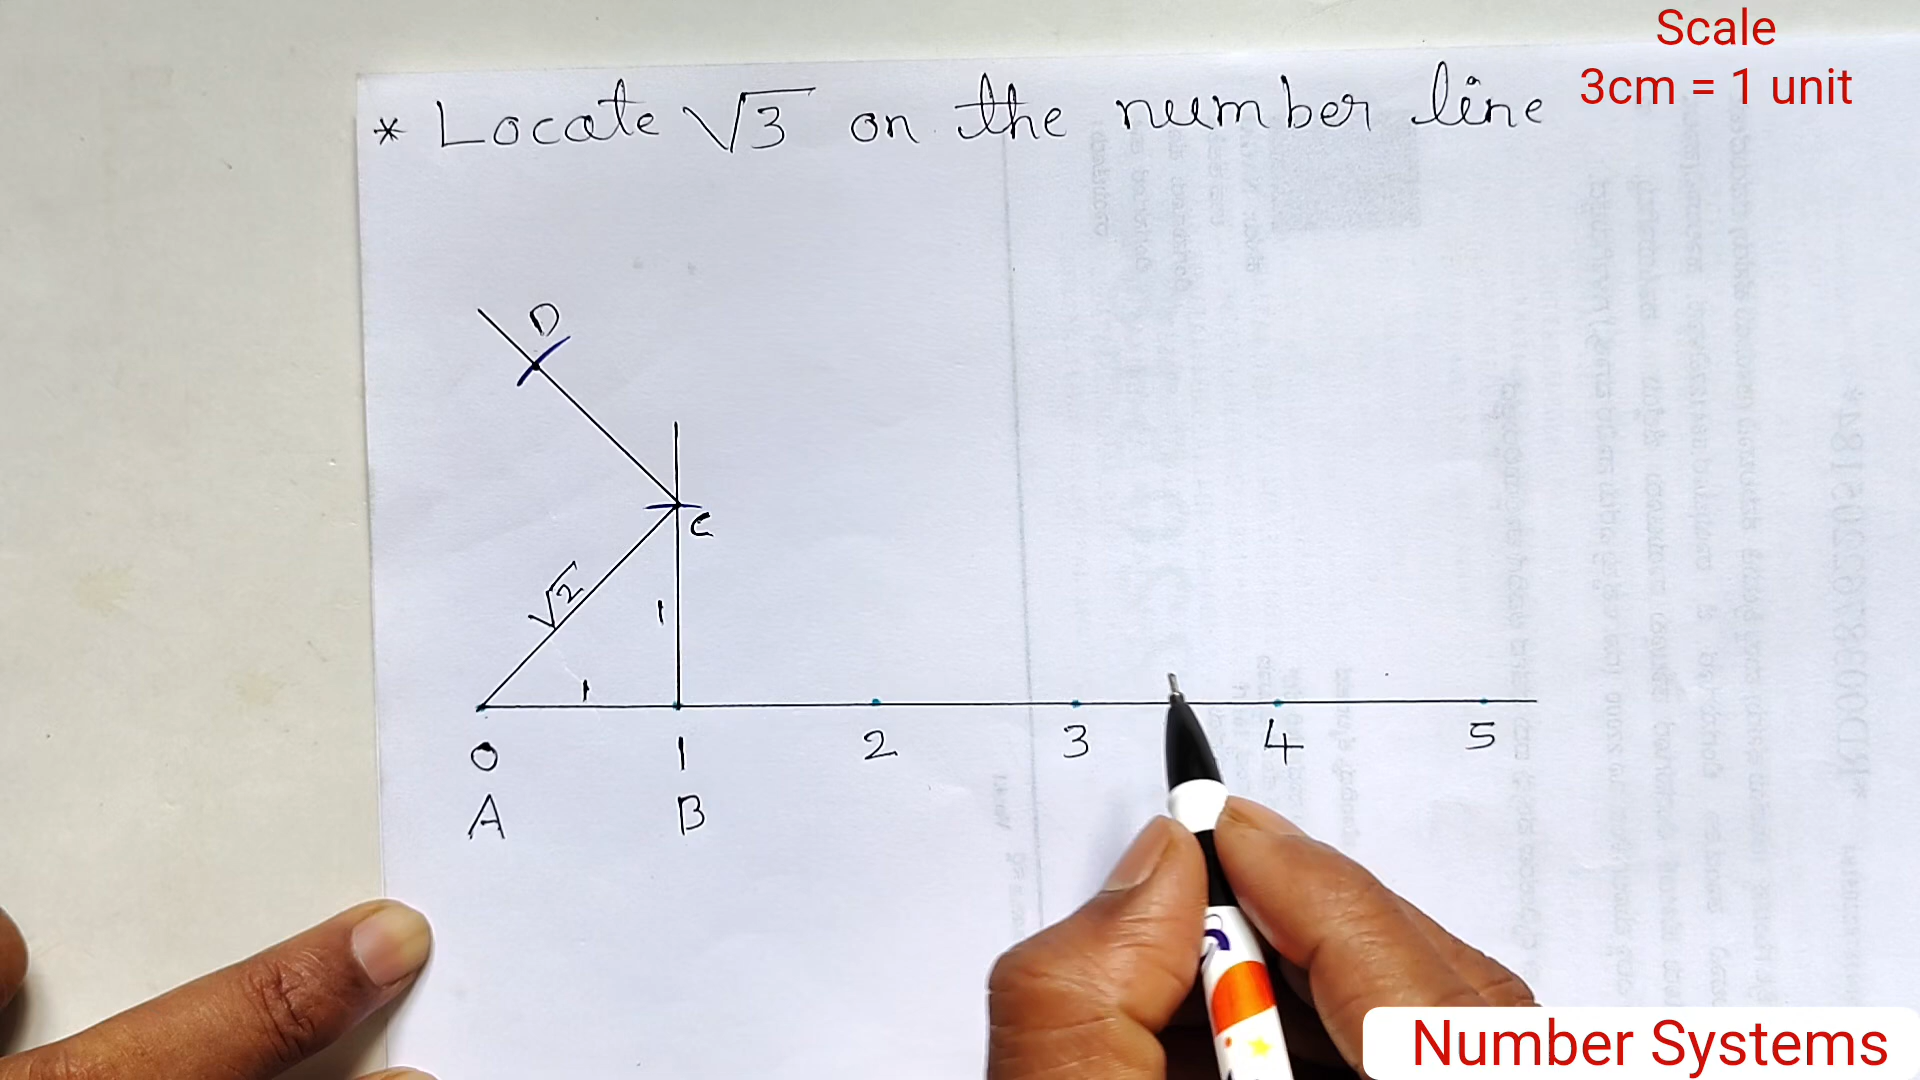 Scale
3cm = 1 unit
* Locate √3 on the number line
D
C
√2
1
1
0 1 2 3 4 5
A B
Number Systems